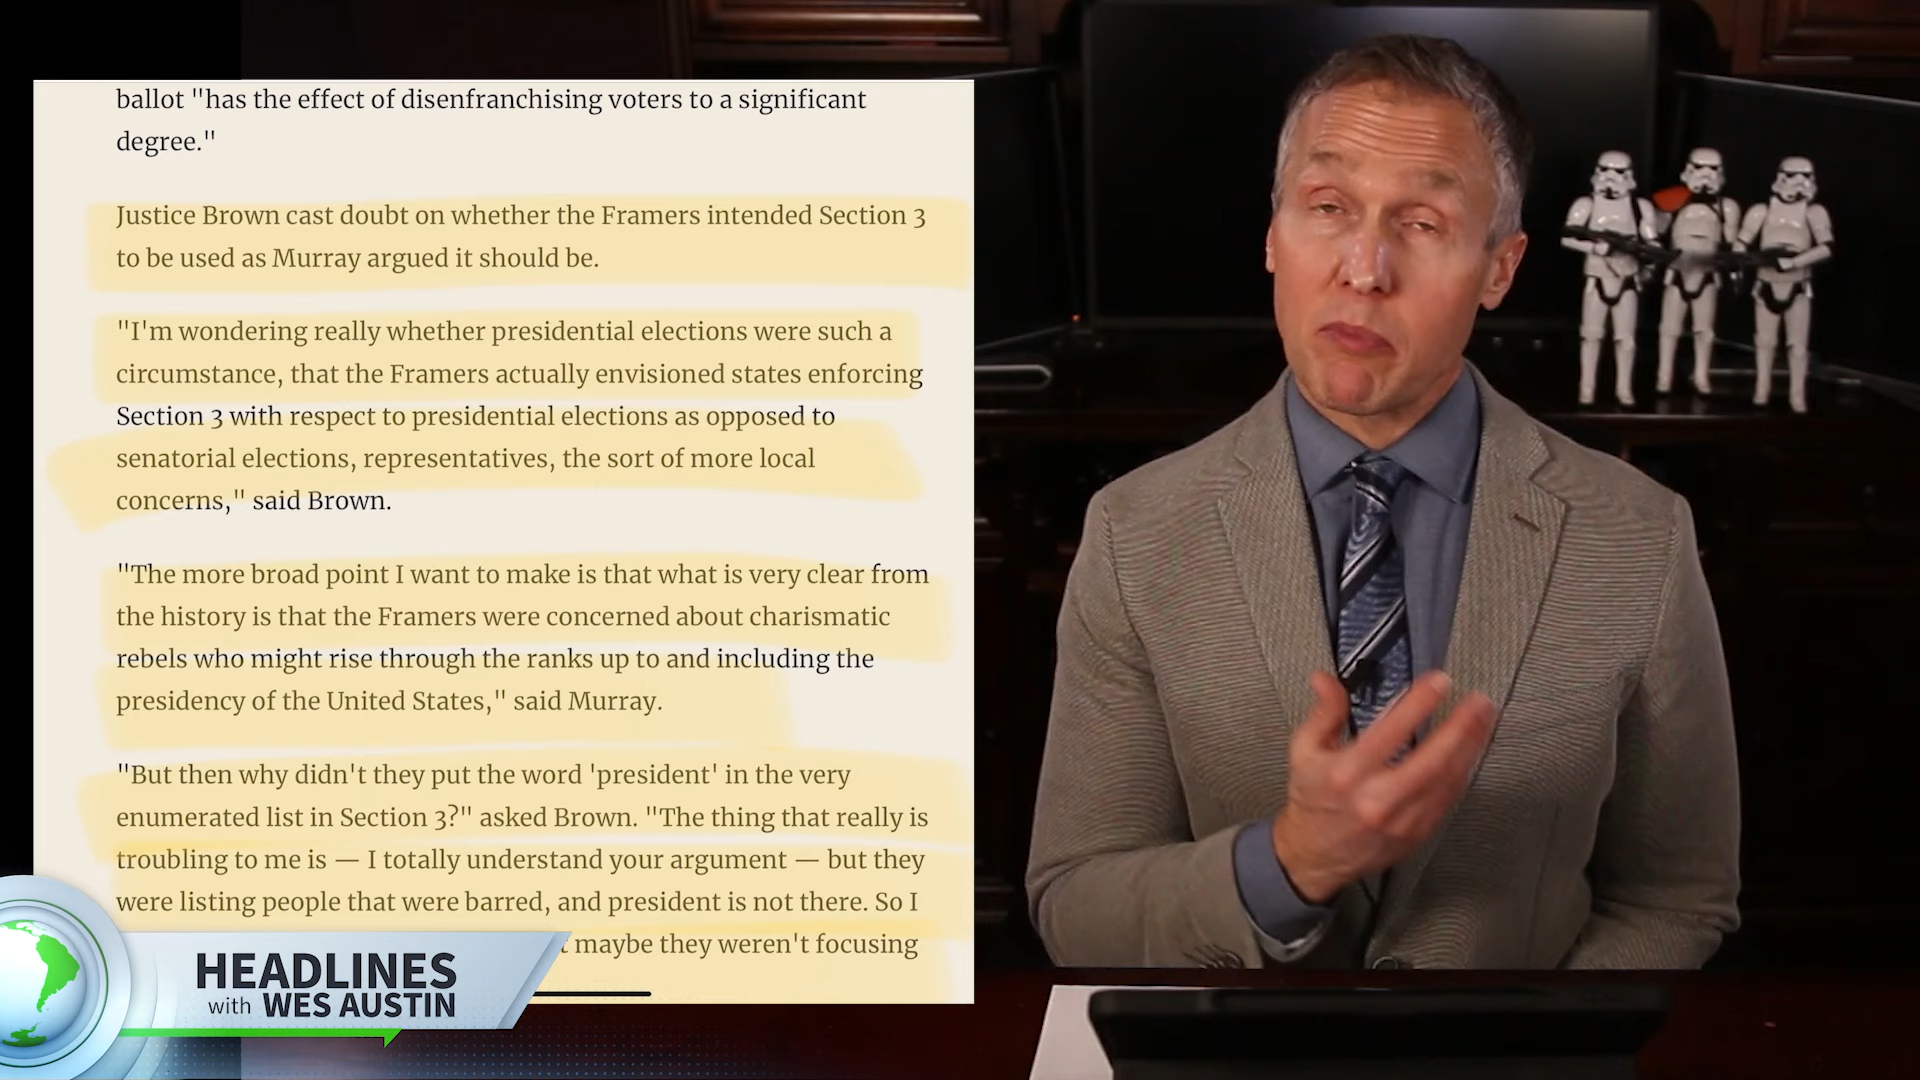 ballot "has the effect of disenfranchising voters to a significant
degree."
Justice Brown cast doubt on whether the Framers intended Section 3
to be used as Murray argued it should be.
"I'm wondering really whether presidential elections were such a
circumstance, that the Framers actually envisioned states enforcing
Section 3 with respect to presidential elections as opposed to
senatorial elections, representatives, the sort of more local
concerns," said Brown.
"The more broad point I want to make is that what is very clear from
the history is that the Framers were concerned about charismatic
rebels who might rise through the ranks up to and including the
presidency of the United States," said Murray.
"But then why didn't they put the word 'president' in the very
enumerated list in Section 3?" asked Brown. "The thing that really is
troubling to me is — I totally understand your argument — but they
were listing people that were barred, and president is not there. So I
maybe they weren't focusing
HEADLINES
with WES AUSTIN